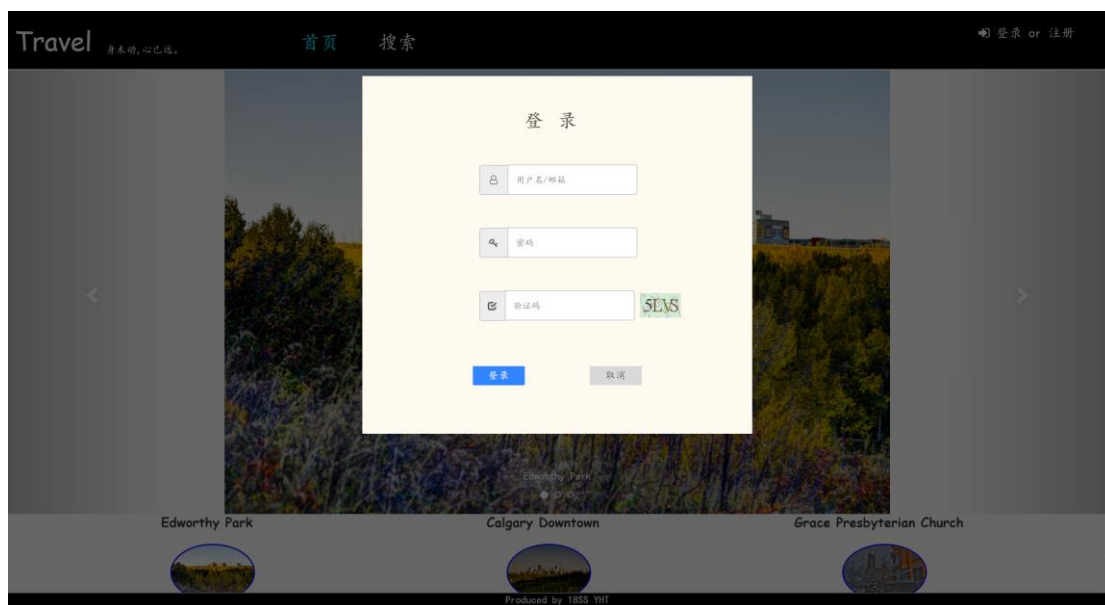 Travel 身未动,心已远。 首页 搜索 登录 or 注册
登 录
用户名/邮箱
密码
验证码 5LVS
登录 取消
Edworthy Park
Edworthy Park Calgary Downtown Grace Presbyterian Church
Produced by 18SS YHT